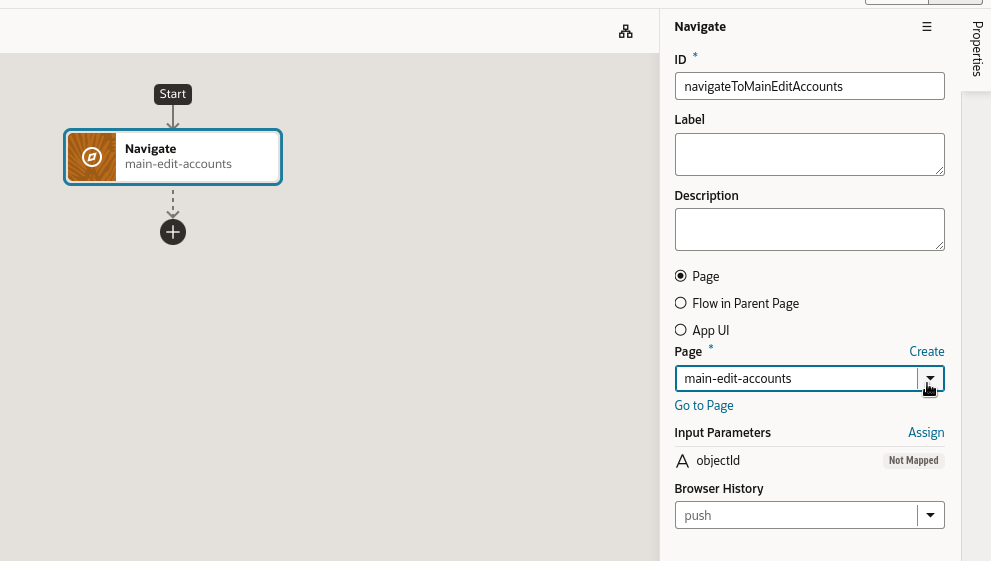 Start
Navigate
main-edit-accounts
Navigate
Properties
ID *
navigateToMainEditAccounts
Label
Description
Page
Flow in Parent Page
App UI
Page * Create
main-edit-accounts
Go to Page
Input Parameters Assign
objectId Not Mapped
Browser History
push